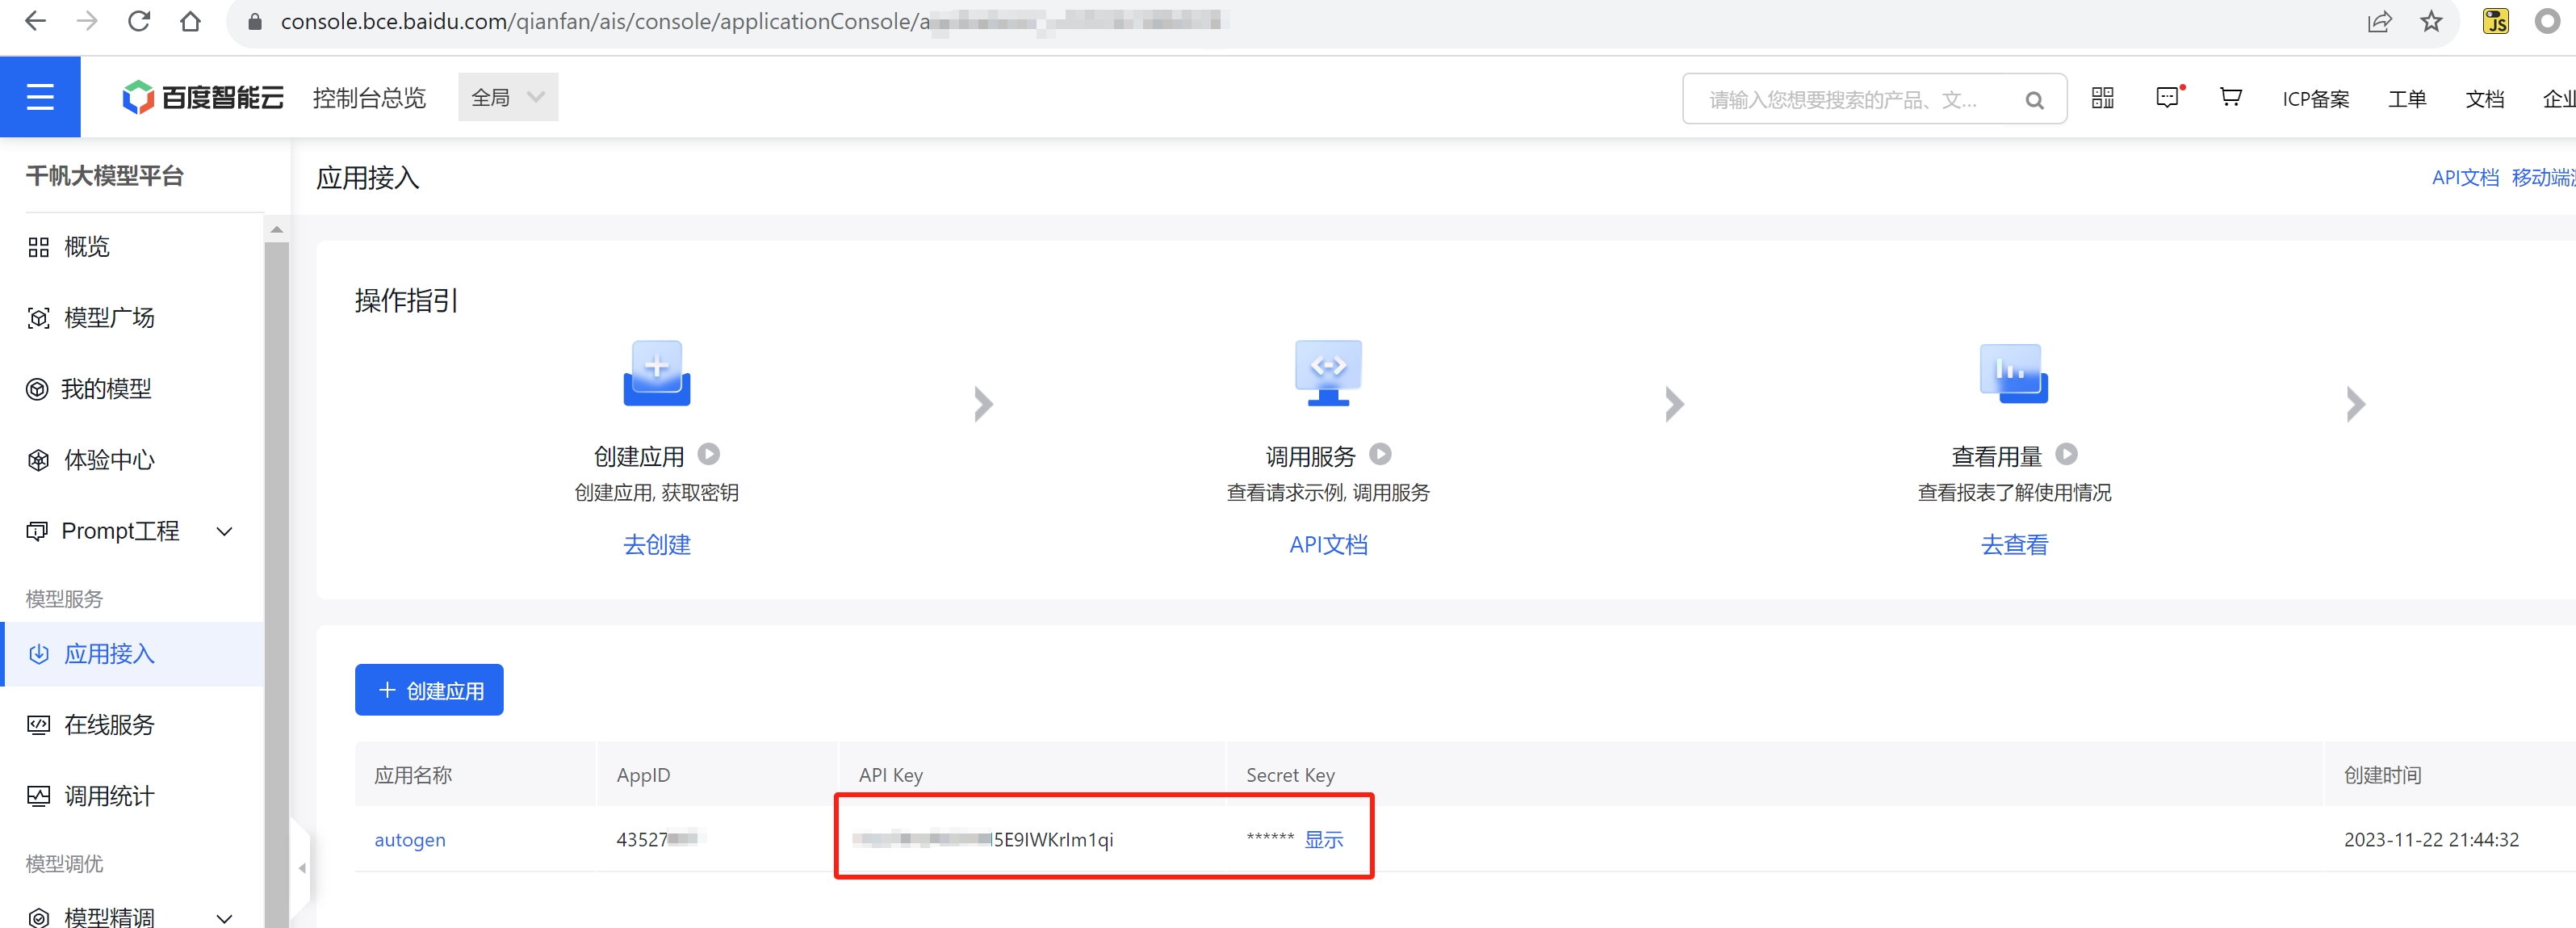 console.bce.baidu.com/qianfan/ais/console/applicationConsole/a
JS
百度智能云
控制台总览
全局
请输入您想要搜索的产品、文...
ICP备案
工单
文档
企业
千帆大模型平台
概览
模型广场
我的模型
体验中心
Prompt工程
模型服务
应用接入
在线服务
调用统计
模型调优
模型精调
应用接入
API文档 移动端
操作指引
创建应用
创建应用, 获取密钥
去创建
调用服务
查看请求示例, 调用服务
API文档
查看用量
查看报表了解使用情况
去查看
+ 创建应用
应用名称 AppID API Key Secret Key 创建时间
autogen 43527 I5E9IWKrIm1qi ****** 显示 2023-11-22 21:44:32